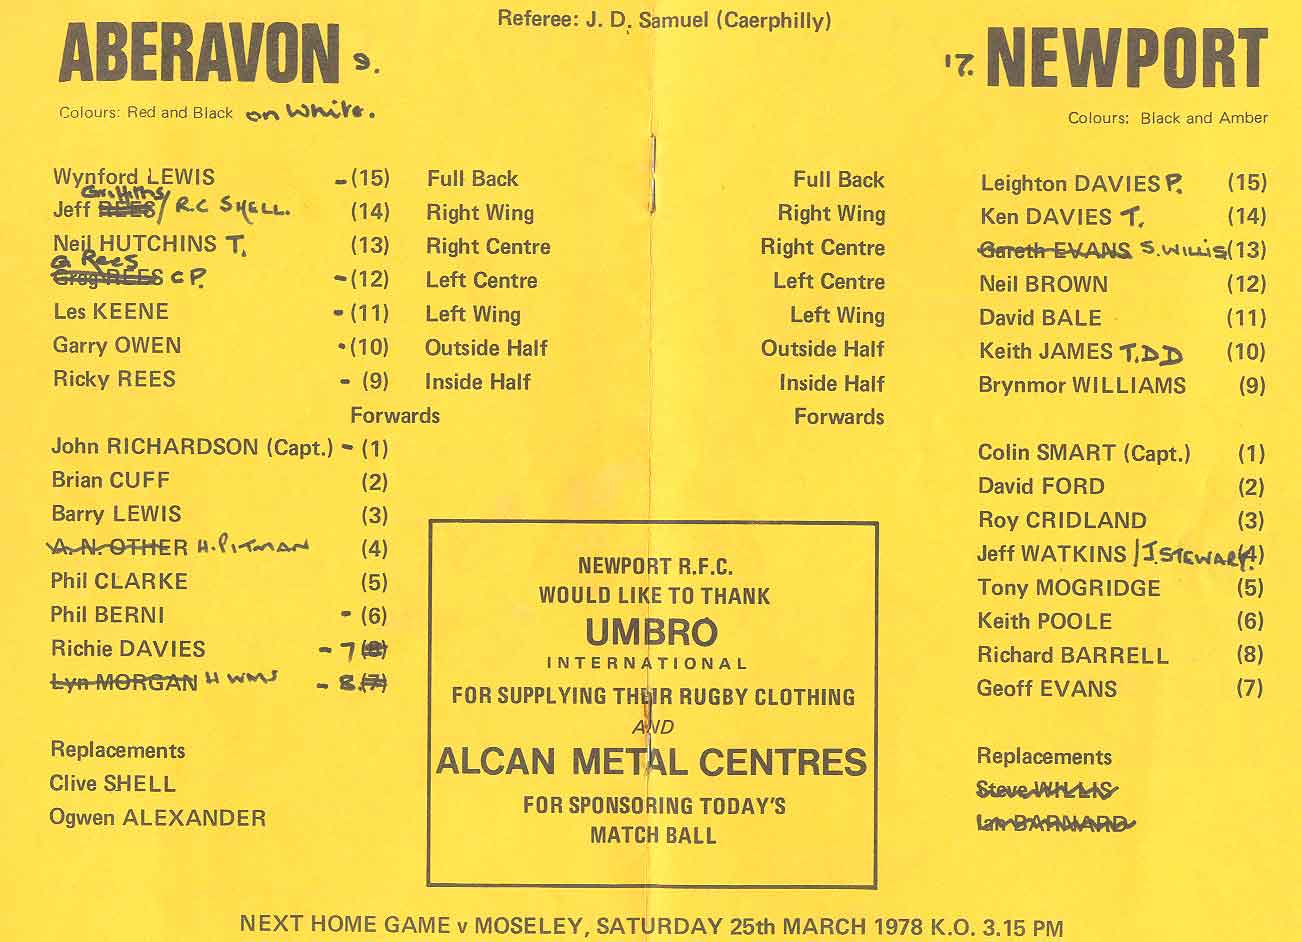 Referee: J. D. Samuel (Caerphilly)
ABERAVON 9.
Colours: Red and Black on White.
Wynford LEWIS - (15) Full Back
Griffiths
Jeff REES / R.C SHELL. (14) Right Wing
Neil HUTCHINS T. (13) Right Centre
G Rees
Greg REES C P. - (12) Left Centre
Les KEENE - (11) Left Wing
Garry OWEN - (10) Outside Half
Ricky REES - (9) Inside Half
Forwards
John RICHARDSON (Capt.) - (1)
Brian CUFF (2)
Barry LEWIS (3)
A. N. OTHER H. PITMAN (4)
Phil CLARKE (5)
Phil BERNI - (6)
Richie DAVIES - 7 (8)
Lyn MORGAN H WMS - 8. (7)
Replacements
Clive SHELL
Ogwen ALEXANDER
17. NEWPORT
Colours: Black and Amber
Full Back Leighton DAVIES P. (15)
Right Wing Ken DAVIES T. (14)
Right Centre Gareth EVANS S. WILLIS (13)
Left Centre Neil BROWN (12)
Left Wing David BALE (11)
Outside Half Keith JAMES T.DD (10)
Inside Half Brynmor WILLIAMS (9)
Forwards
Colin SMART (Capt.) (1)
David FORD (2)
Roy CRIDLAND (3)
Jeff WATKINS / J. STEWART. (4)
Tony MOGRIDGE (5)
Keith POOLE (6)
Richard BARRELL (8)
Geoff EVANS (7)
Replacements
Steve WILLIS
Ian BARNARD
NEWPORT R.F.C.
WOULD LIKE TO THANK
UMBRO
INTERNATIONAL
FOR SUPPLYING THEIR RUGBY CLOTHING
AND
ALCAN METAL CENTRES
FOR SPONSORING TODAY'S
MATCH BALL
NEXT HOME GAME v MOSELEY, SATURDAY 25th MARCH 1978 K.O. 3.15 PM